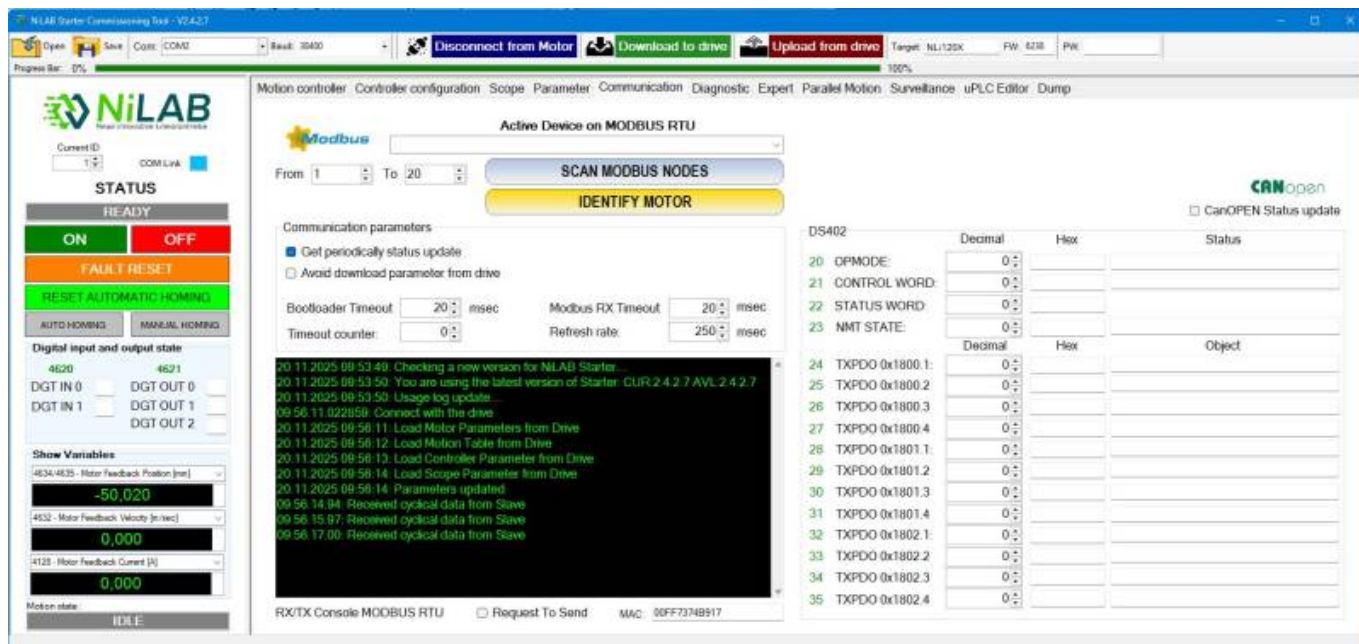 NiLAB Starter Commissioning Tool - V2.4.2.7
Open Save Com: COM2 Baud: 38400 Disconnect from Motor Download to drive Upload from drive Target: NL/120X FW: 6238 PW:
Progress Bar: 0% 100%
NiLAB
Current ID
1 COM Link
STATUS
READY
ON OFF
FAULT RESET
RESET AUTOMATIC HOMING
AUTO HOMING MANUAL HOMING
Digital input and output state
4620 4621
DGT IN 0 DGT OUT 0
DGT IN 1 DGT OUT 1
DGT OUT 2
Show Variables
4634/4635 - Motor Feedback Position [mm]
-50,020
4632 - Motor Feedback Velocity [m/sec]
0,000
4128 - Motor Feedback Current [A]
0,000
Motion state:
IDLE
Motion controller Controller configuration Scope Parameter Communication Diagnostic Expert Parallel Motion Surveilance uPLC Editor Dump
Modbus
Active Device on MODBUS RTU
From 1 To 20 SCAN MODBUS NODES
IDENTIFY MOTOR
Communication parameters
Get periodically status update
Avoid download parameter from drive
Bootloader Timeout 20 msec Modbus RX Timeout 20 msec
Timeout counter: 0 Refresh rate: 250 msec
20.11.2025 09:53:49: Checking a new version for NiLAB Starter...
20.11.2025 09:53:50: You are using the latest version of Starter: CUR:2.4.2.7 AVL:2.4.2.7
20.11.2025 09:53:50: Usage log update...
09:56:11.022859: Connect with the drive
20.11.2025 09:56:11: Load Motor Parameters from Drive
20.11.2025 09:56:12: Load Motion Table from Drive
20.11.2025 09:56:13: Load Controller Parameter from Drive
20.11.2025 09:56:14: Load Scope Parameter from Drive
20.11.2025 09:56:14: Parameters updated
09:56:14.94: Received cyclical data from Slave
09:56:15.97: Received cyclical data from Slave
09:56:17.00: Received cyclical data from Slave
RX/TX Console MODBUS RTU Request To Send MAC: 00FF7374B917
CANopen
CanOPEN Status update
DS402 Decimal Hex Status
20 OPMODE: 0
21 CONTROL WORD: 0
22 STATUS WORD: 0
23 NMT STATE: 0
Decimal Hex Object
24 TXPDO 0x1800.1: 0
25 TXPDO 0x1800.2 0
26 TXPDO 0x1800.3 0
27 TXPDO 0x1800.4 0
28 TXPDO 0x1801.1: 0
29 TXPDO 0x1801.2 0
30 TXPDO 0x1801.3 0
31 TXPDO 0x1801.4 0
32 TXPDO 0x1802.1: 0
33 TXPDO 0x1802.2 0
34 TXPDO 0x1802.3 0
35 TXPDO 0x1802.4 0